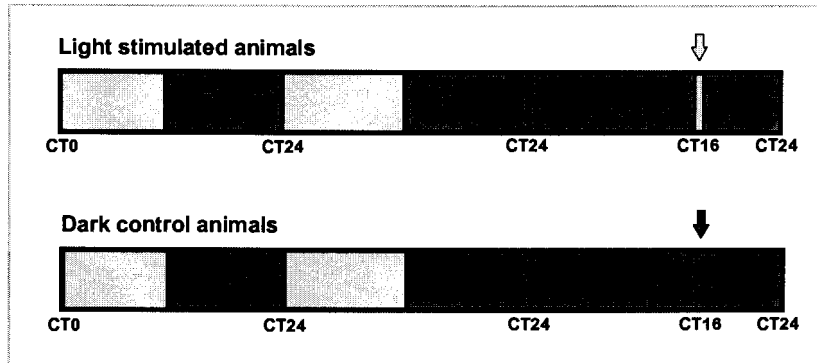 Light stimulated animals
CT0 CT24 CT24 CT16 CT24
Dark control animals
CT0 CT24 CT24 CT16 CT24